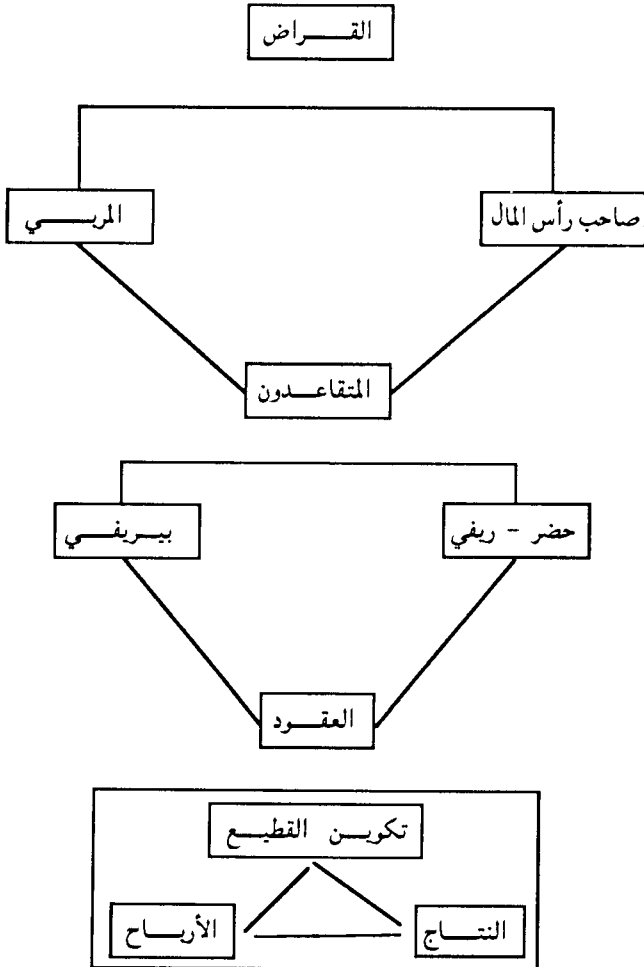 القراض
صاحب رأس المال
المربي
المتقاعدون
حضر - ريفي
بيريفي
العقود
تكوين القطيع
النتاج
الأرباح